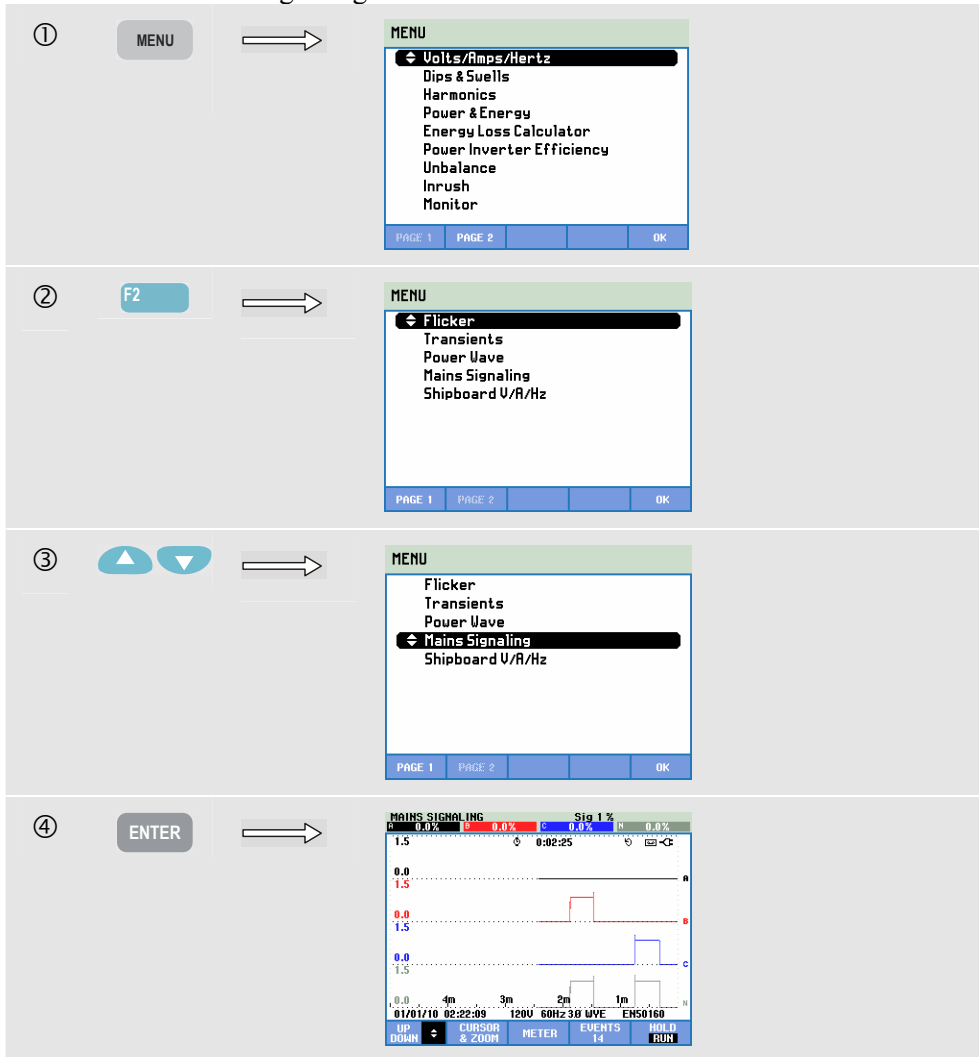 ① MENU MENU
Volts/Amps/Hertz
Dips & Swells
Harmonics
Power & Energy
Energy Loss Calculator
Power Inverter Efficiency
Unbalance
Inrush
Monitor
PAGE 1 PAGE 2 OK
② F2 MENU
Flicker
Transients
Power Wave
Mains Signaling
Shipboard V/A/Hz
PAGE 1 PAGE 2 OK
③ MENU
Flicker
Transients
Power Wave
Mains Signaling
Shipboard V/A/Hz
PAGE 1 PAGE 2 OK
④ ENTER MAINS SIGNALING Sig 1 %
A 0.0% B 0.0% C 0.0% N 0.0%
1.5 0:02:25
0.0 A
1.5
0.0 B
1.5
0.0 C
1.5
0.0 4m 3m 2m 1m N
01/01/10 02:22:09 120V 60Hz 3.Ø WYE EN50160
UP DOWN CURSOR & ZOOM METER EVENTS 14 HOLD RUN